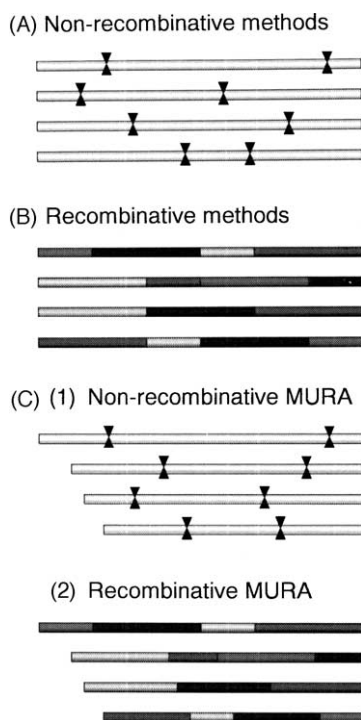 (A) Non-recombinative methods
(B) Recombinative methods
(C) (1) Non-recombinative MURA
(2) Recombinative MURA